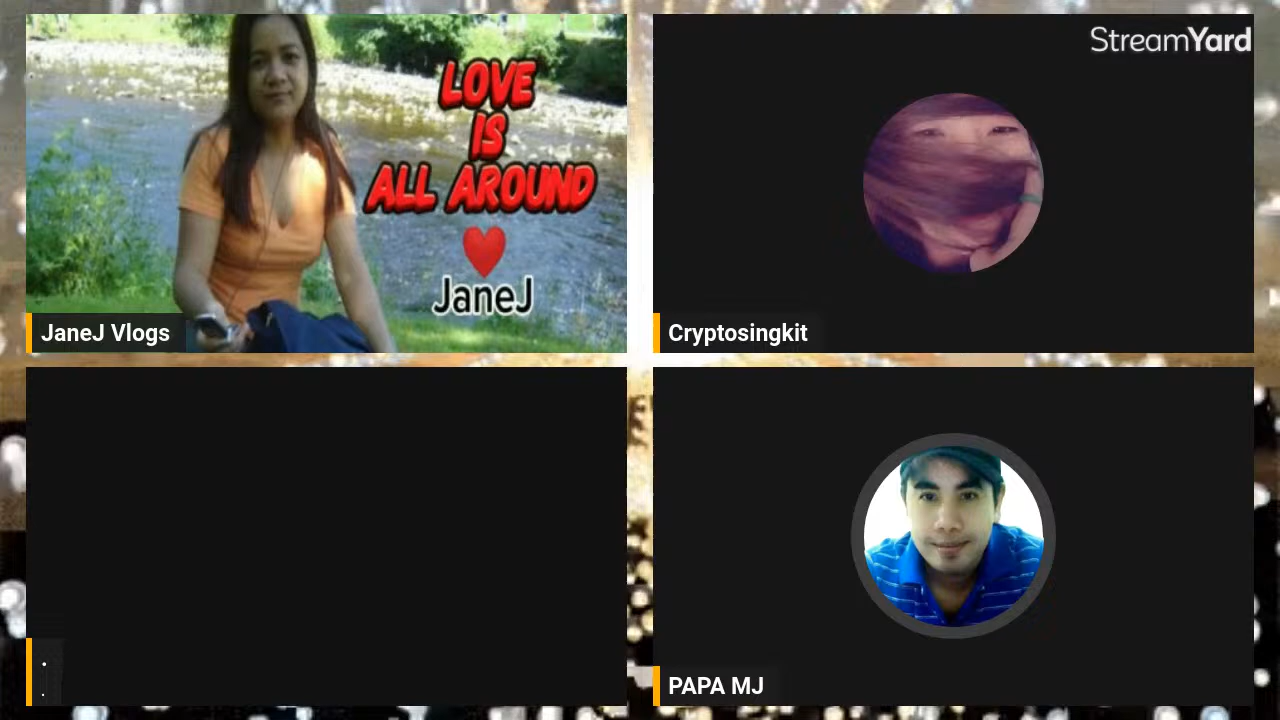 LOVE
IS
ALL AROUND
JaneJ
JaneJ Vlogs
StreamYard
Cryptosingkit
.
.
PAPA MJ